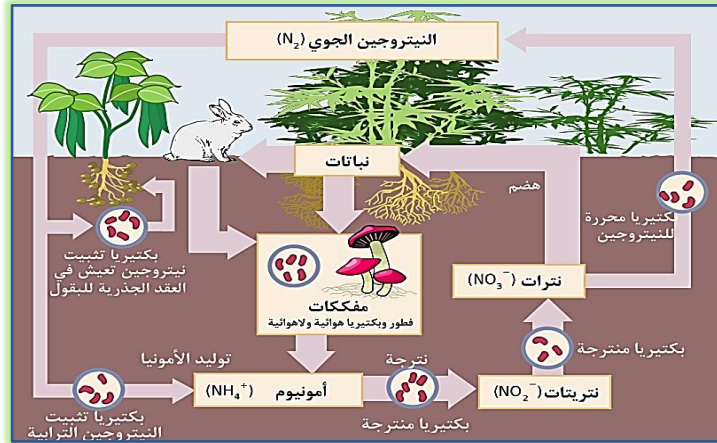 النيتروجين الجوي (N₂)
نباتات
هضم
بكتيريا محررة
للنيتروجين
بكتيريا تثبيت
نيتروجين تعيش في
العقد الجذرية للبقول
مفككات
فطور وبكتيريا هوائية ولاهوائية
نترات (NO₃⁻)
توليد الأمونيا
نترجة
بكتيريا منترجة
أمونيوم (NH₄⁺)
نتريتات (NO₂⁻)
بكتيريا تثبيت
النيتروجين الترابية
بكتيريا منترجة